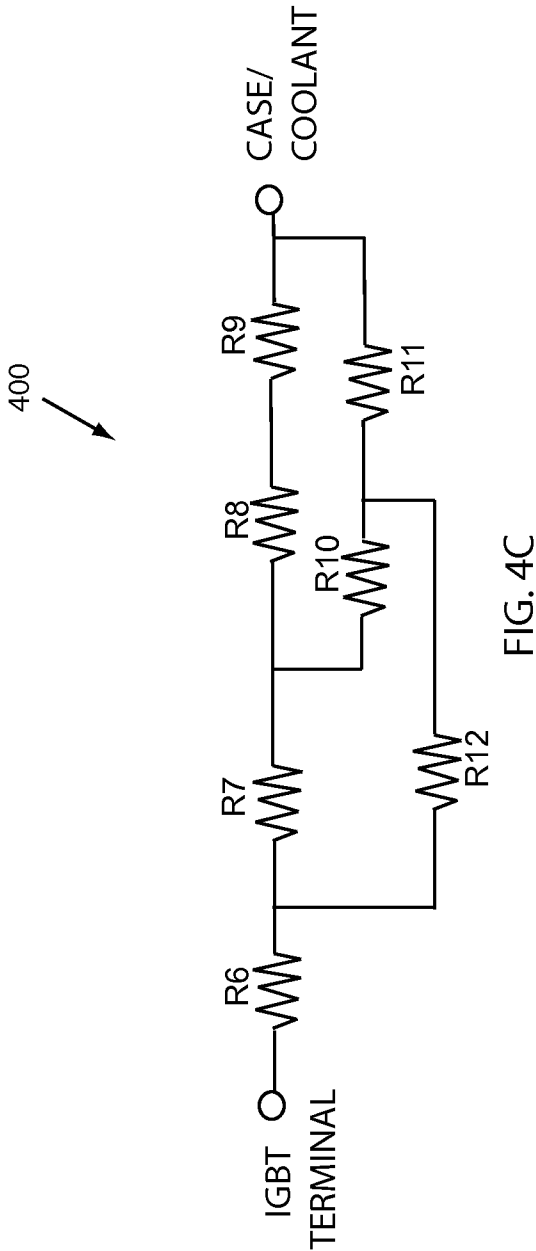 400
IGBT
TERMINAL
R6
R7
R8
R9
CASE/
COOLANT
R10
R11
R12
FIG. 4C